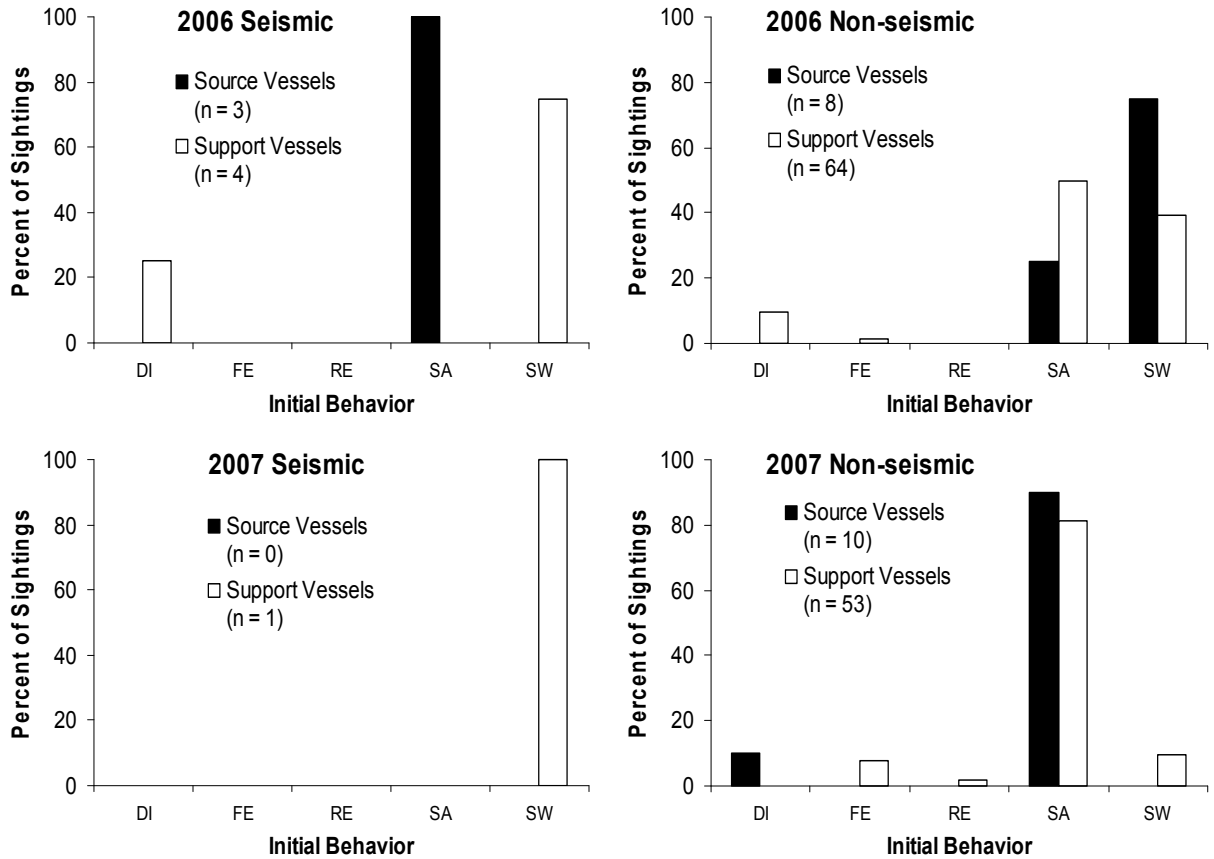 2006 Seismic
Source Vessels
(n = 3)
Support Vessels
(n = 4)
Percent of Sightings
100
80
60
40
20
0
DI FE RE SA SW
Initial Behavior
2006 Non-seismic
Source Vessels
(n = 8)
Support Vessels
(n = 64)
Percent of Sightings
100
80
60
40
20
0
DI FE RE SA SW
Initial Behavior
2007 Seismic
Source Vessels
(n = 0)
Support Vessels
(n = 1)
Percent of Sightings
100
80
60
40
20
0
DI FE RE SA SW
Initial Behavior
2007 Non-seismic
Source Vessels
(n = 10)
Support Vessels
(n = 53)
Percent of Sightings
100
80
60
40
20
0
DI FE RE SA SW
Initial Behavior